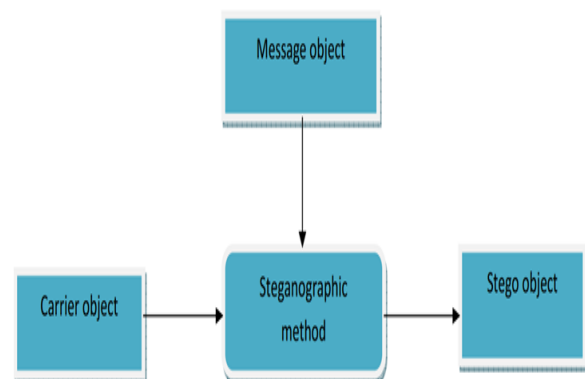 Message object
Carrier object
Steganographic
method
Stego object